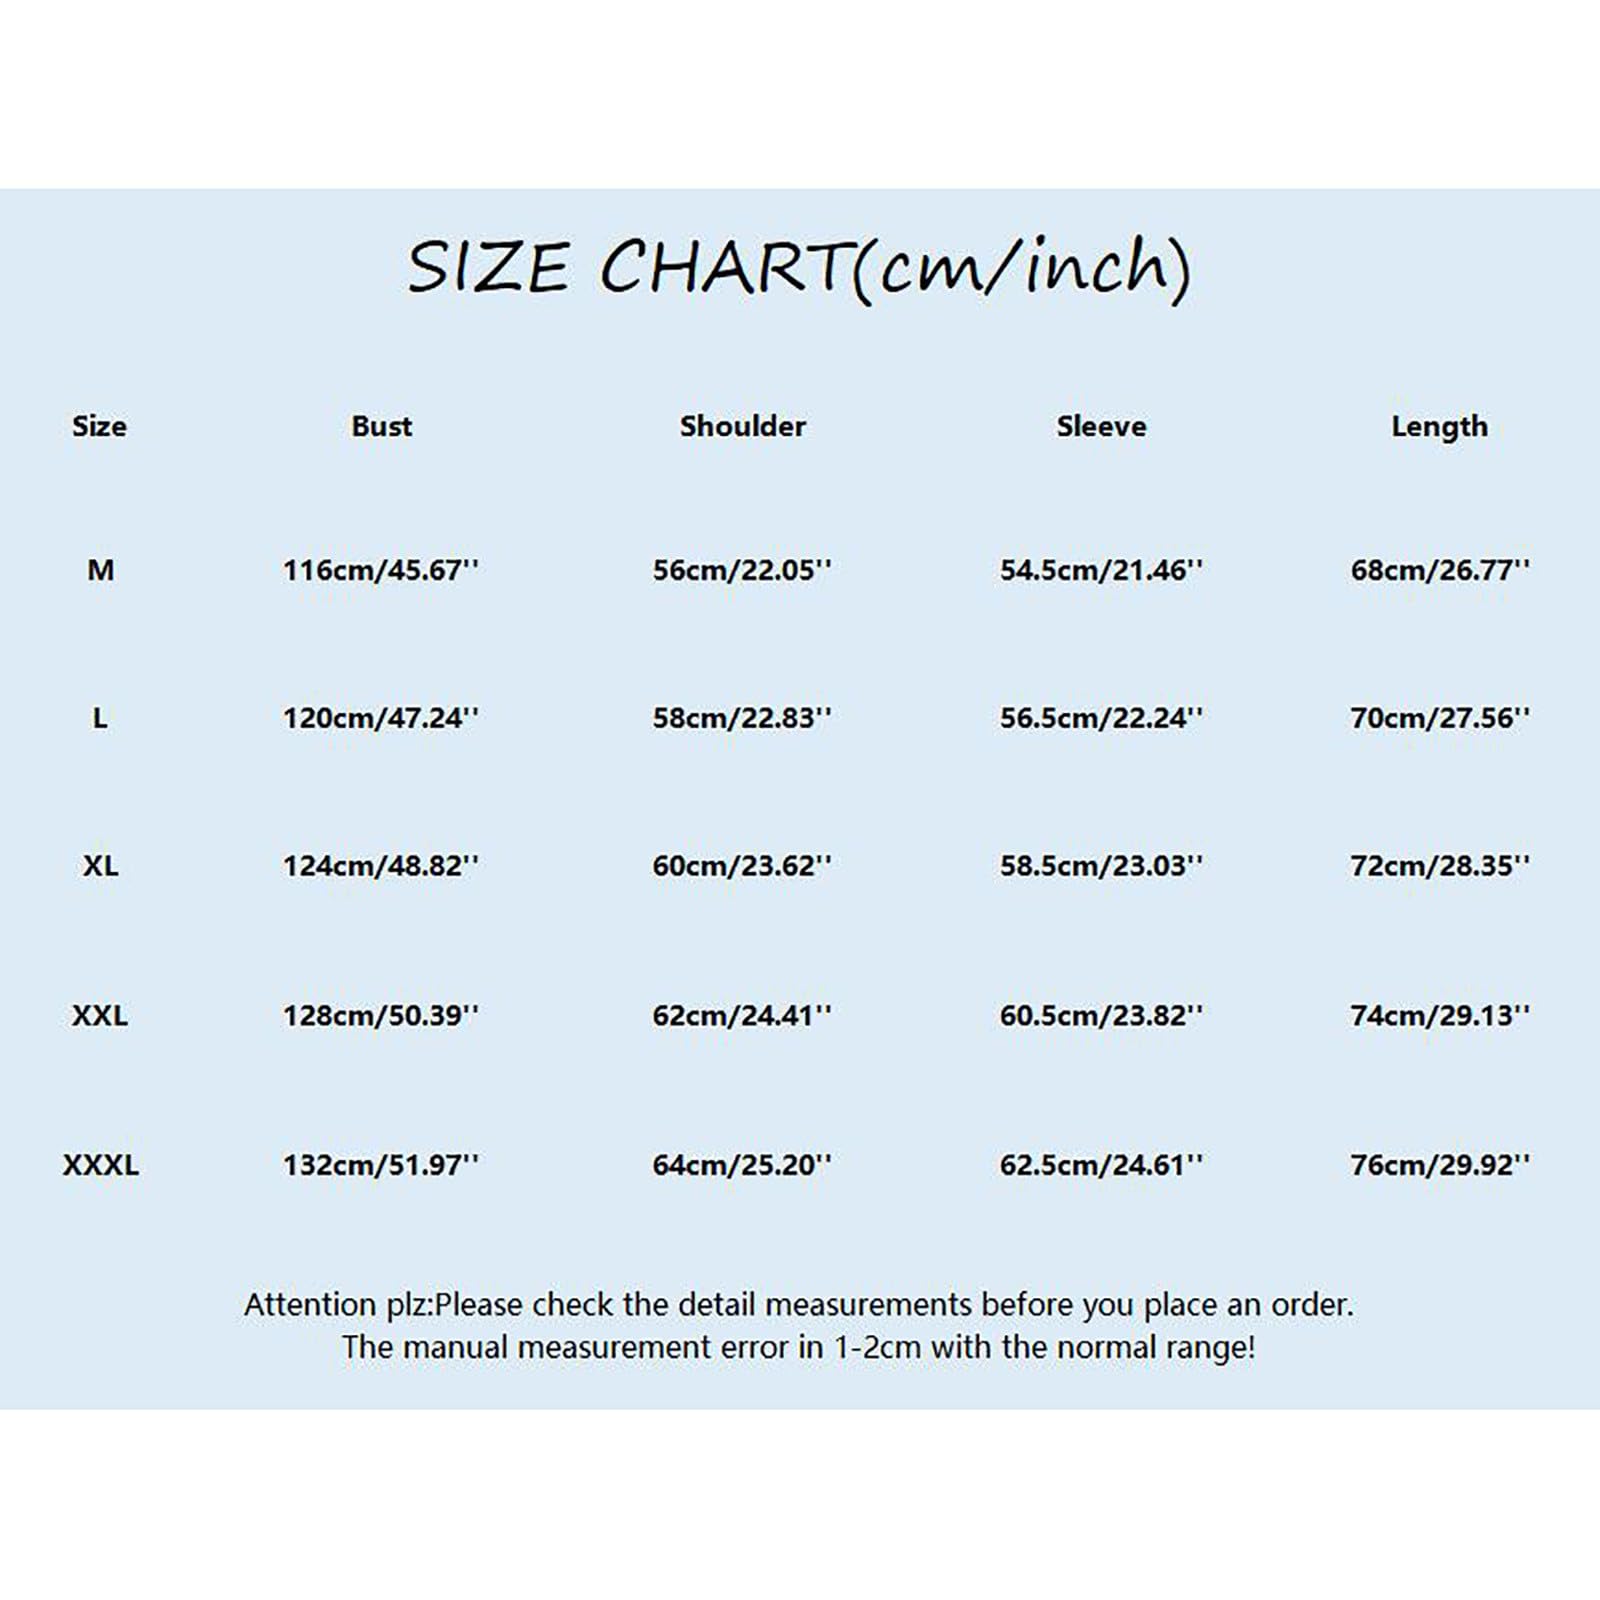 SIZE CHART(cm/inch)
Size Bust Shoulder Sleeve Length
M 116cm/45.67'' 56cm/22.05'' 54.5cm/21.46'' 68cm/26.77''
L 120cm/47.24'' 58cm/22.83'' 56.5cm/22.24'' 70cm/27.56''
XL 124cm/48.82'' 60cm/23.62'' 58.5cm/23.03'' 72cm/28.35''
XXL 128cm/50.39'' 62cm/24.41'' 60.5cm/23.82'' 74cm/29.13''
XXXL 132cm/51.97'' 64cm/25.20'' 62.5cm/24.61'' 76cm/29.92''
Attention plz:Please check the detail measurements before you place an order.
The manual measurement error in 1-2cm with the normal range!